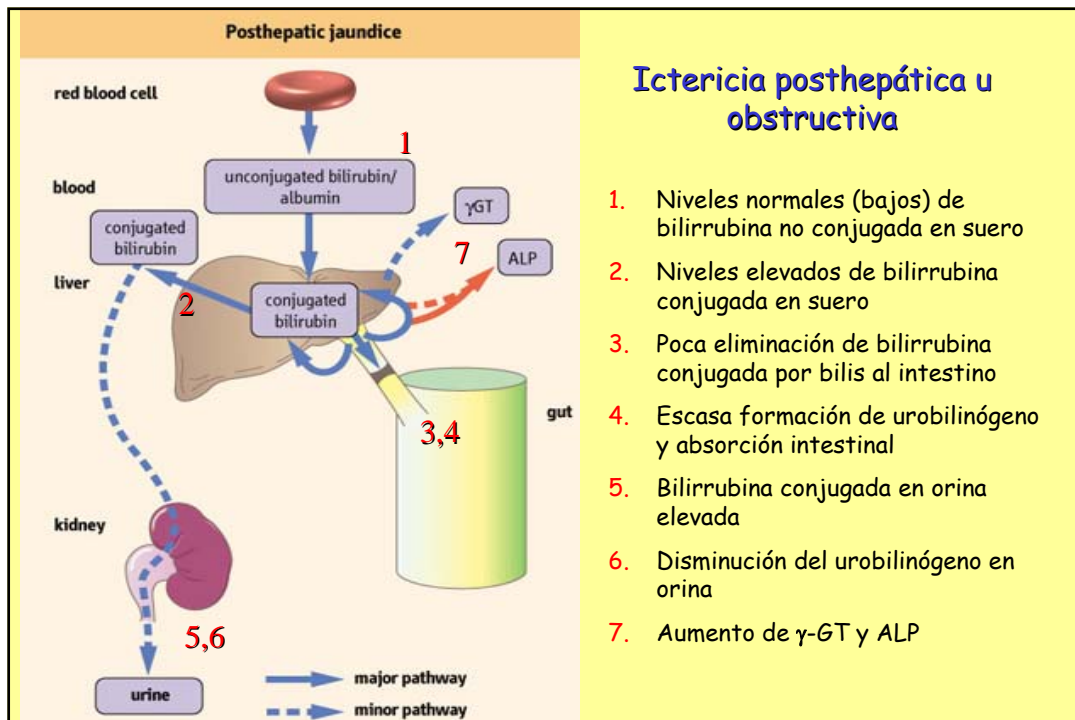 Posthepatic jaundice
red blood cell
1
blood
unconjugated bilirubin/
albumin
γGT
conjugated
bilirubin
7
ALP
liver
2
conjugated
bilirubin
gut
3,4
kidney
5,6
urine
major pathway
minor pathway
Ictericia posthepática u
obstructiva
1. Niveles normales (bajos) de
bilirrubina no conjugada en suero
2. Niveles elevados de bilirrubina
conjugada en suero
3. Poca eliminación de bilirrubina
conjugada por bilis al intestino
4. Escasa formación de urobilinógeno
y absorción intestinal
5. Bilirrubina conjugada en orina
elevada
6. Disminución del urobilinógeno en
orina
7. Aumento de γ-GT y ALP